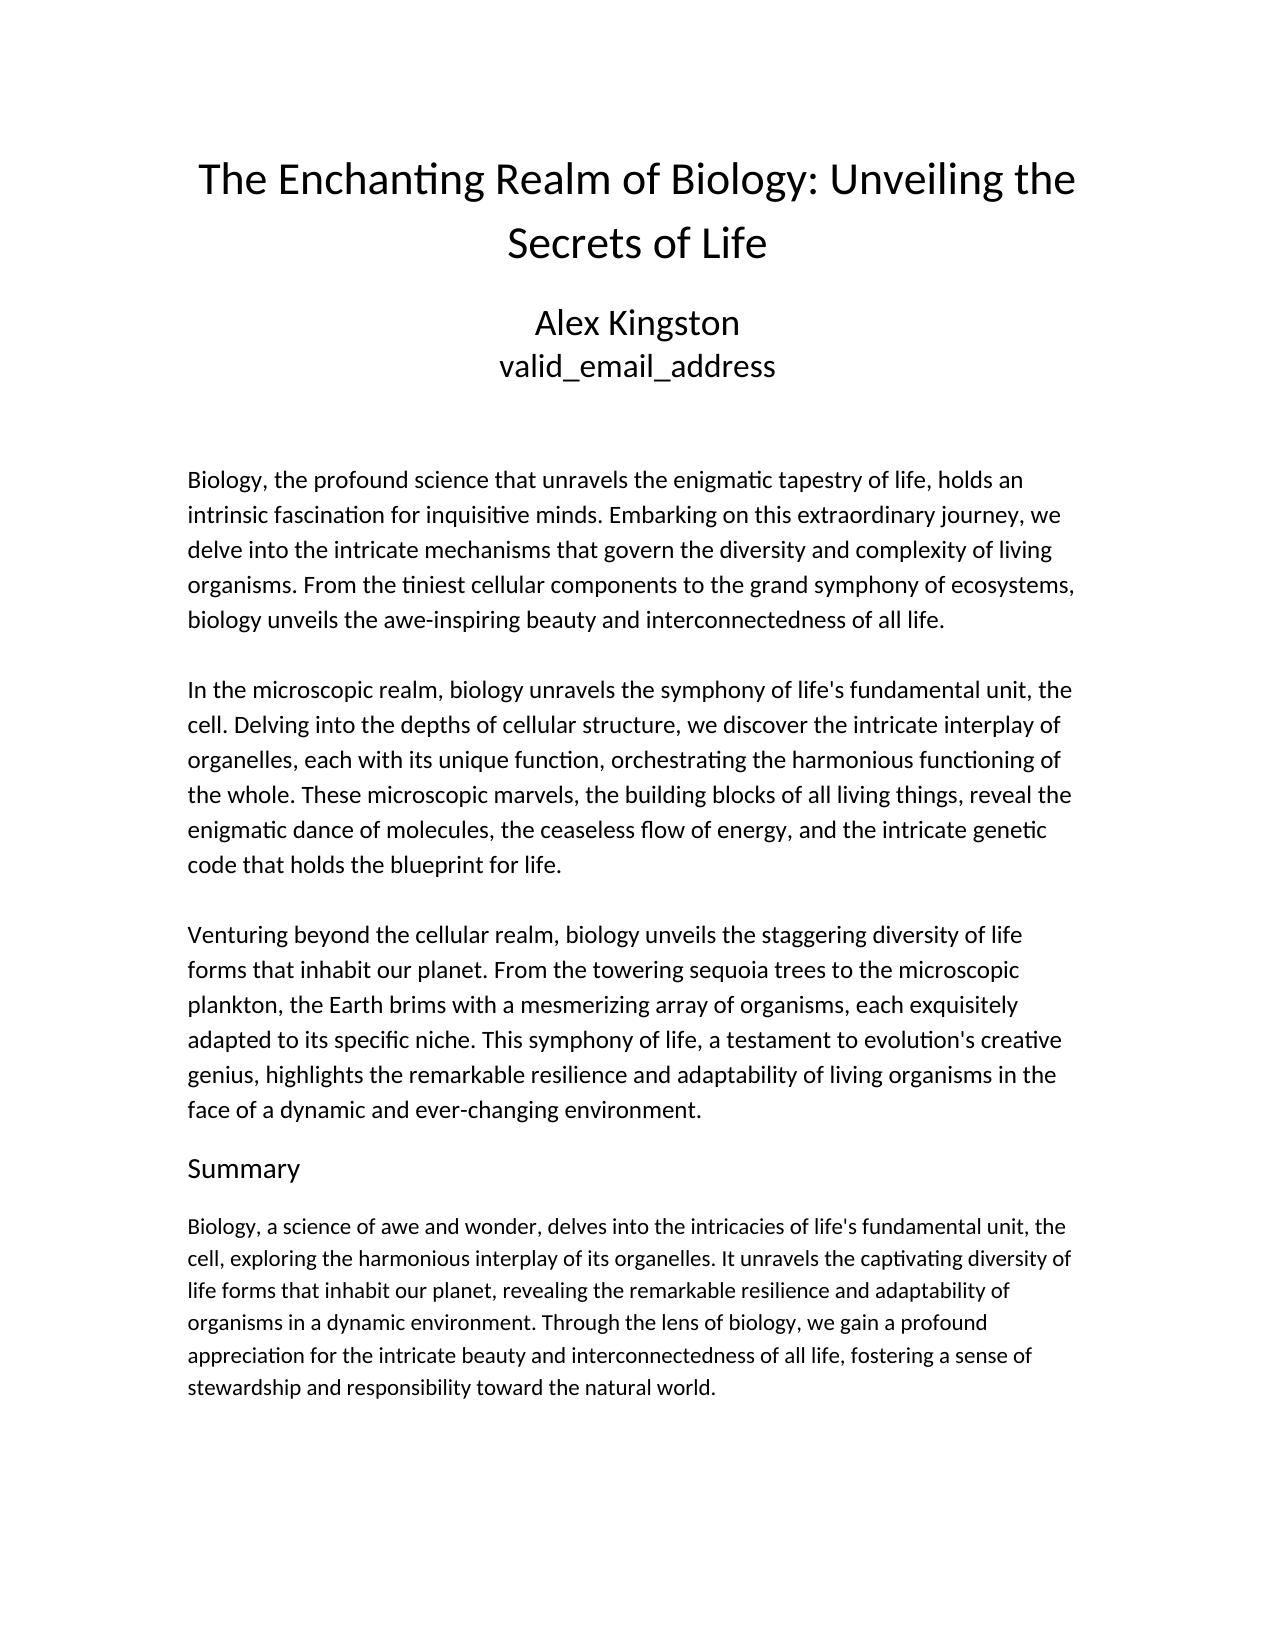 The Enchanting Realm of Biology: Unveiling the
Secrets of Life
Alex Kingston
valid_email_address
Biology, the profound science that unravels the enigmatic tapestry of life, holds an
intrinsic fascination for inquisitive minds. Embarking on this extraordinary journey, we
delve into the intricate mechanisms that govern the diversity and complexity of living
organisms. From the tiniest cellular components to the grand symphony of ecosystems,
biology unveils the awe-inspiring beauty and interconnectedness of all life.
In the microscopic realm, biology unravels the symphony of life's fundamental unit, the
cell. Delving into the depths of cellular structure, we discover the intricate interplay of
organelles, each with its unique function, orchestrating the harmonious functioning of
the whole. These microscopic marvels, the building blocks of all living things, reveal the
enigmatic dance of molecules, the ceaseless flow of energy, and the intricate genetic
code that holds the blueprint for life.
Venturing beyond the cellular realm, biology unveils the staggering diversity of life
forms that inhabit our planet. From the towering sequoia trees to the microscopic
plankton, the Earth brims with a mesmerizing array of organisms, each exquisitely
adapted to its specific niche. This symphony of life, a testament to evolution's creative
genius, highlights the remarkable resilience and adaptability of living organisms in the
face of a dynamic and ever-changing environment.
Summary
Biology, a science of awe and wonder, delves into the intricacies of life's fundamental unit, the
cell, exploring the harmonious interplay of its organelles. It unravels the captivating diversity of
life forms that inhabit our planet, revealing the remarkable resilience and adaptability of
organisms in a dynamic environment. Through the lens of biology, we gain a profound
appreciation for the intricate beauty and interconnectedness of all life, fostering a sense of
stewardship and responsibility toward the natural world.